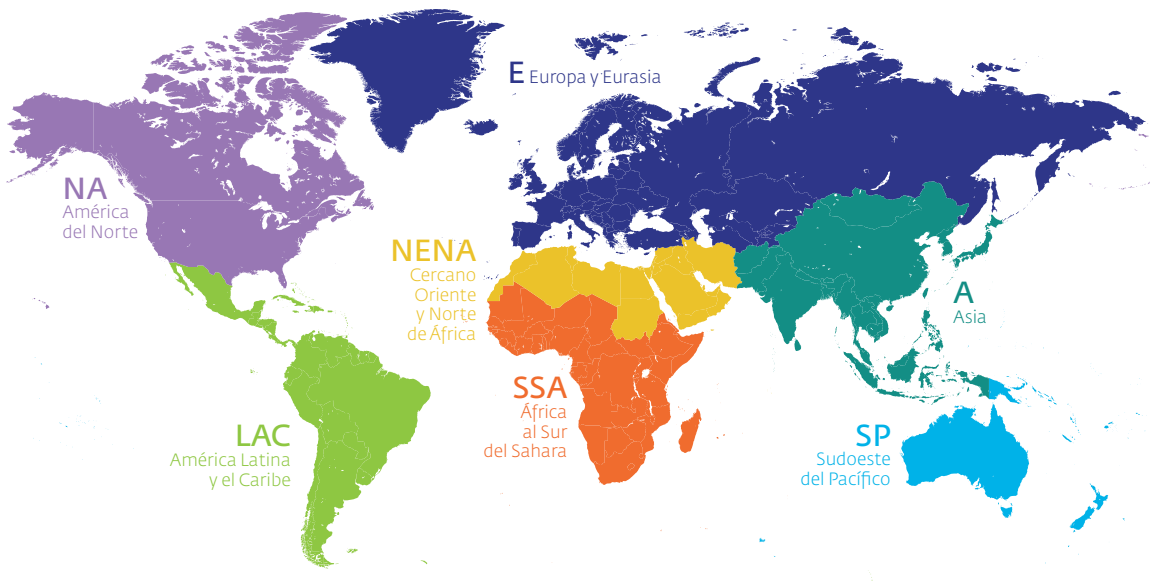 E Europa y Eurasia
NA
América
del Norte
NENA
Cercano
Oriente
y Norte
de África
A
Asia
SSA
África
al Sur
del Sahara
LAC
América Latina
y el Caribe
SP
Sudoeste
del Pacífico